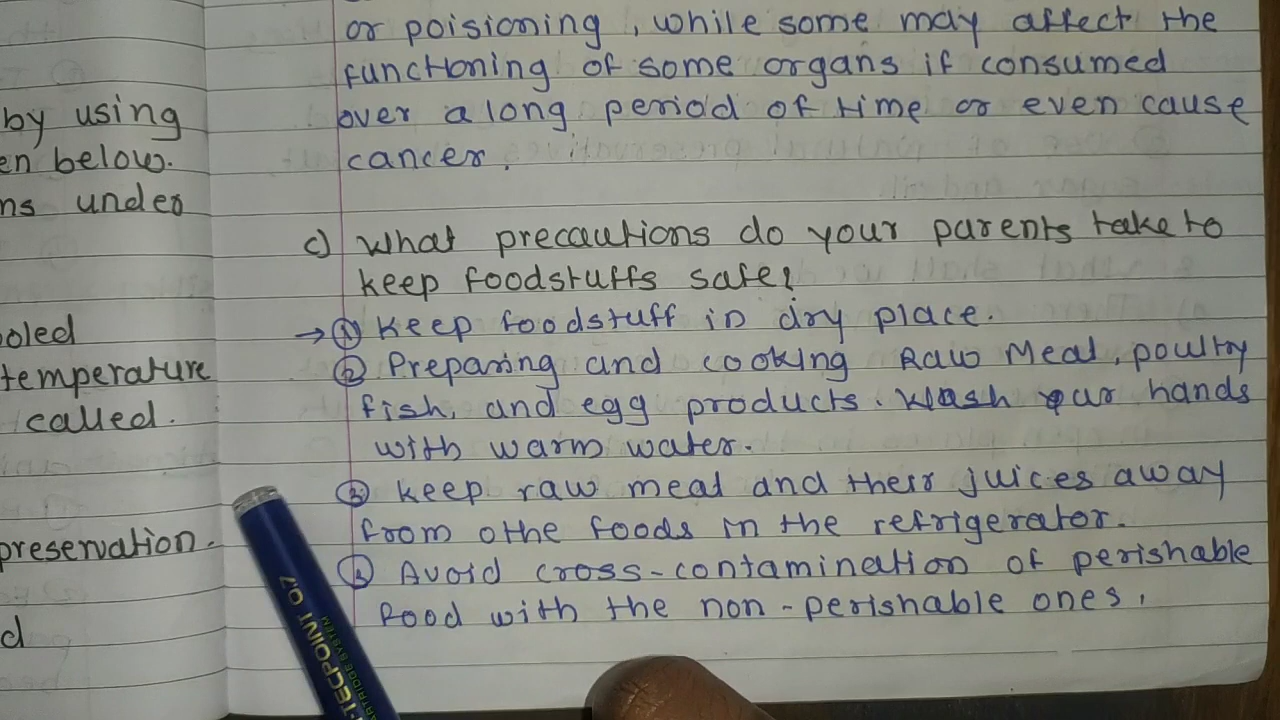 by using
en below.
ns under
ooled
temperature
called.
preservation.
d
or poisioning, while some may affect the
functioning of some organs if consumed
over a long period of time or even cause
cancer.
c) What precautions do your parents take to
keep foodstuffs safe?
→ ① Keep foodstuff in dry place.
② Preparing and cooking Raw Meat, poultry
fish, and egg products. Wash our hands
with warm water.
③ keep raw meat and their juices away
from othe foods in the refrigerator.
④ Avoid cross-contamination of perishable
food with the non-perishable ones.
TECPOINT 0.7